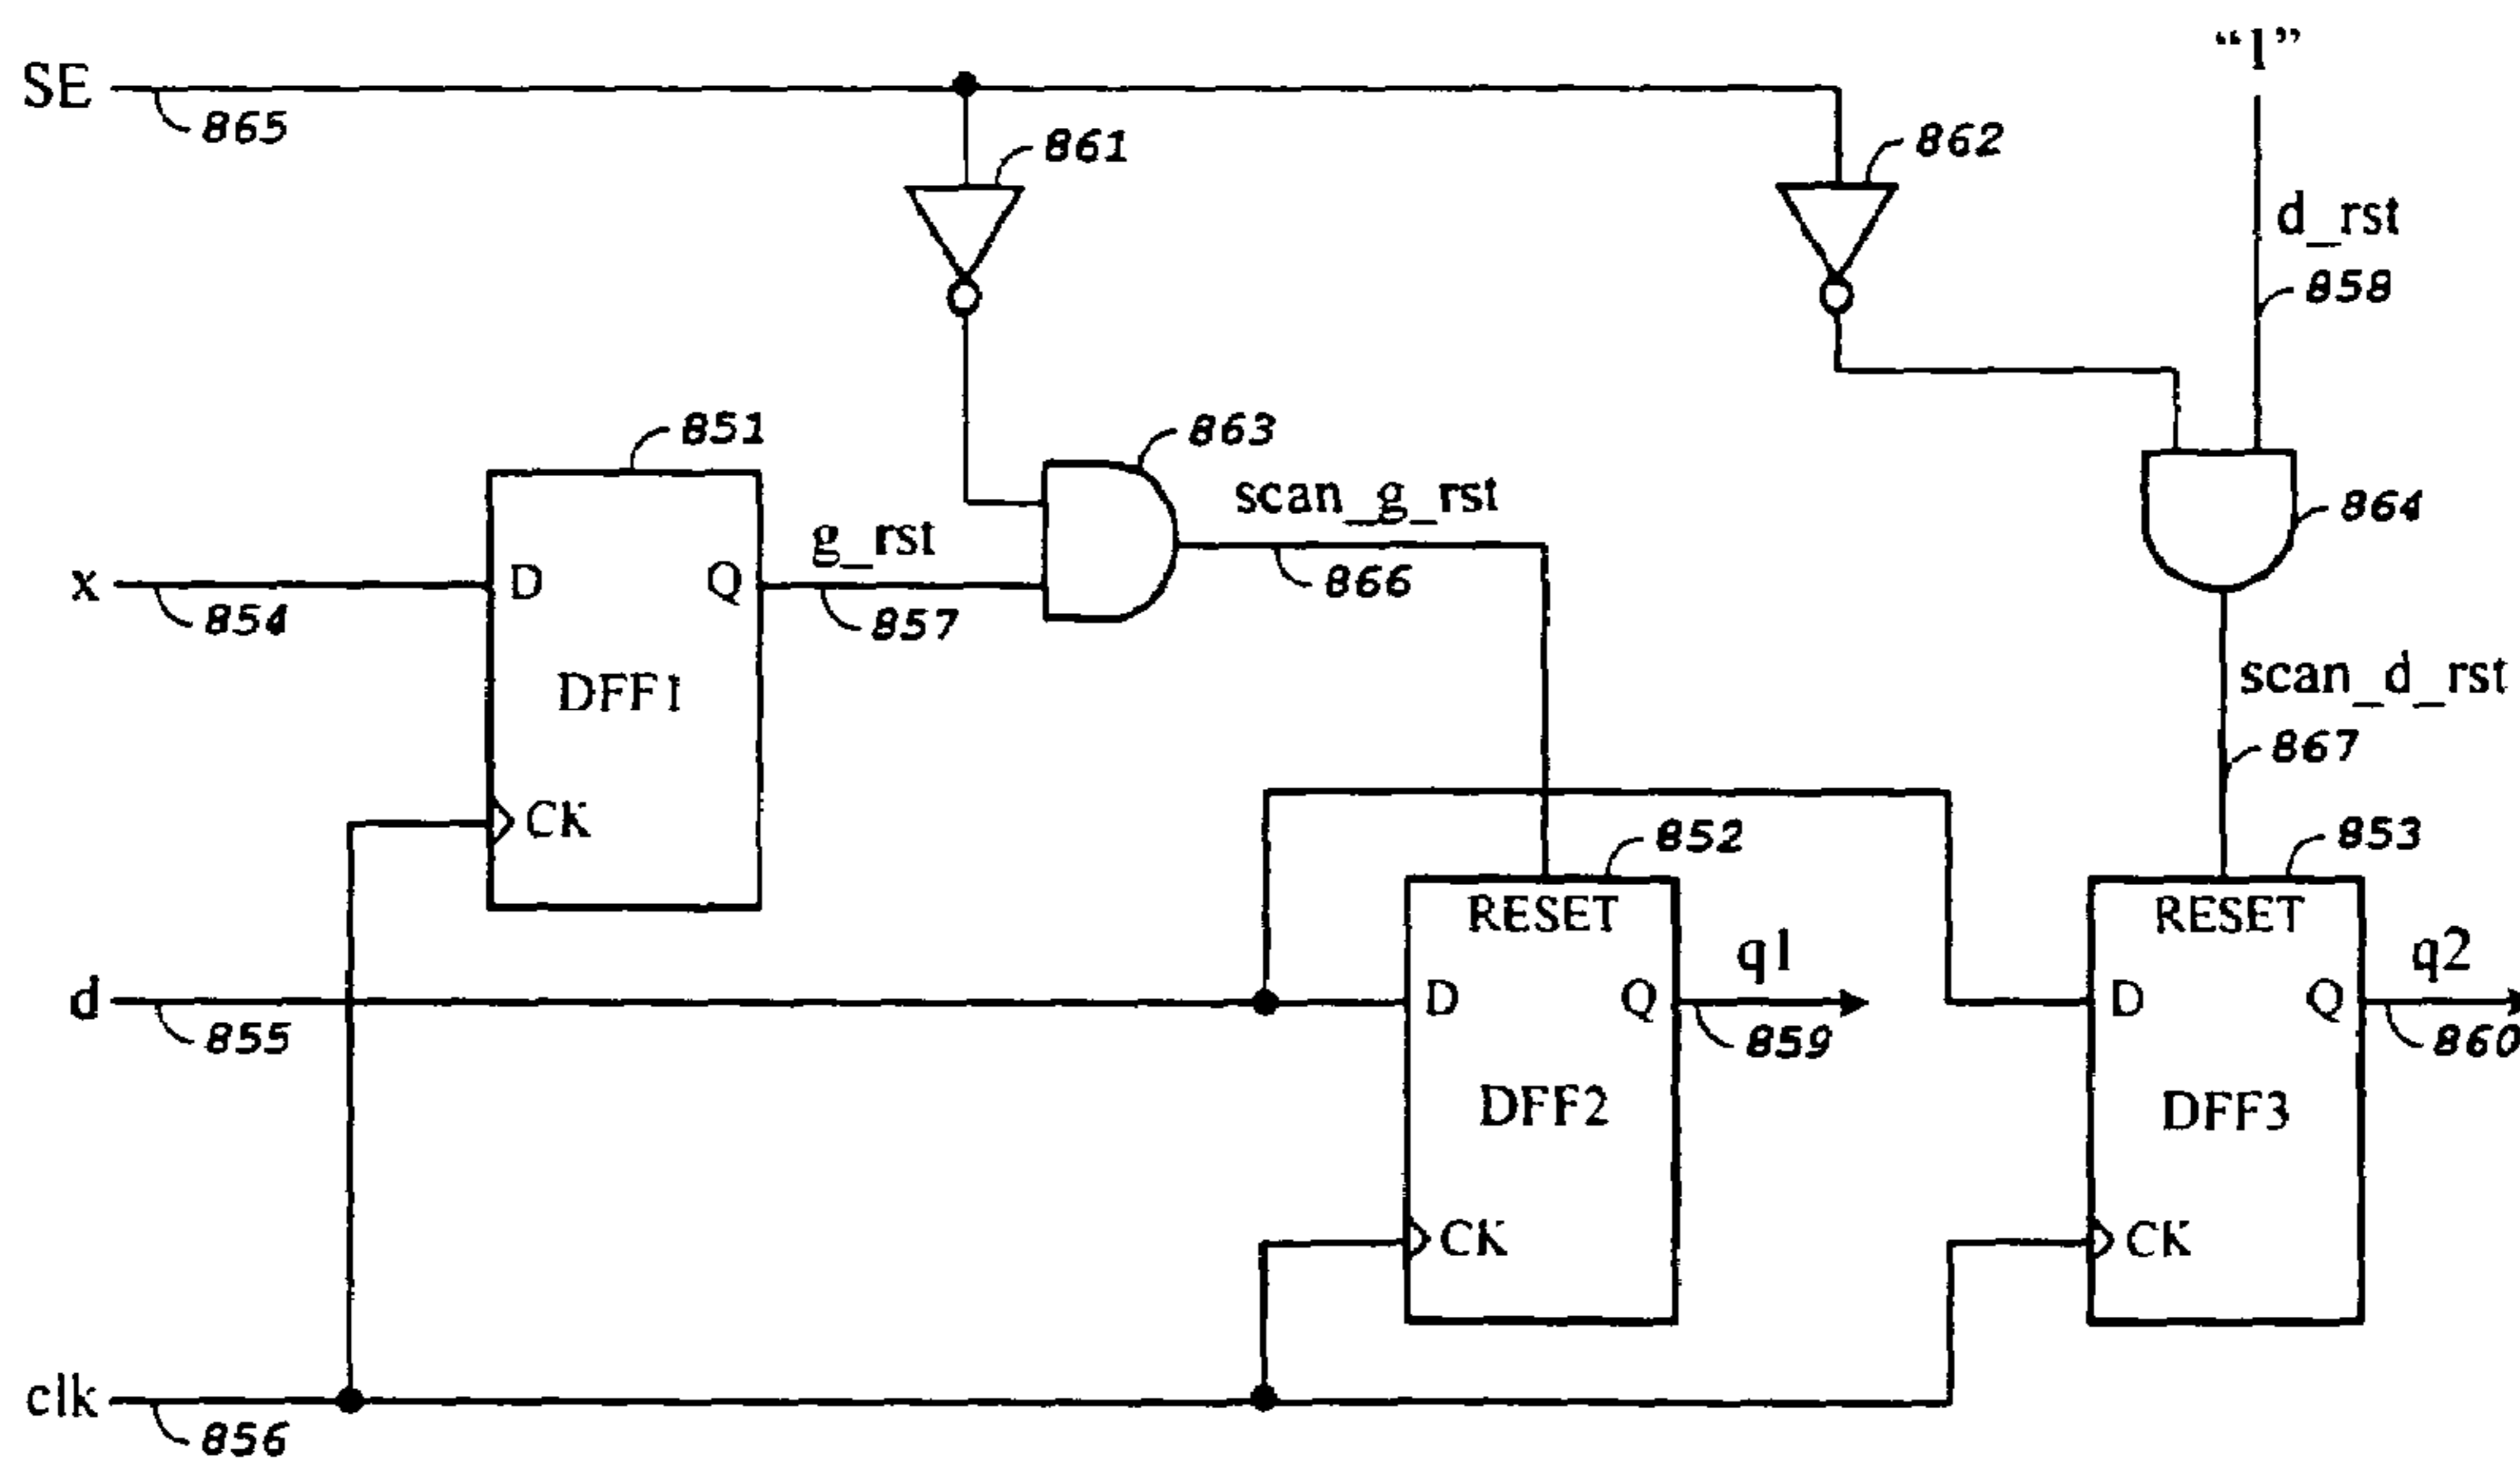 SE
865
861
862
“1”
d_rst
858
851
863
scan_g_rst
866
864
x
854
D
Q
g_rst
857
DFF1
CK
scan_d_rst
867
852
853
RESET
RESET
d
855
D
Q
q1
859
D
Q
q2
860
DFF2
DFF3
CK
CK
clk
856